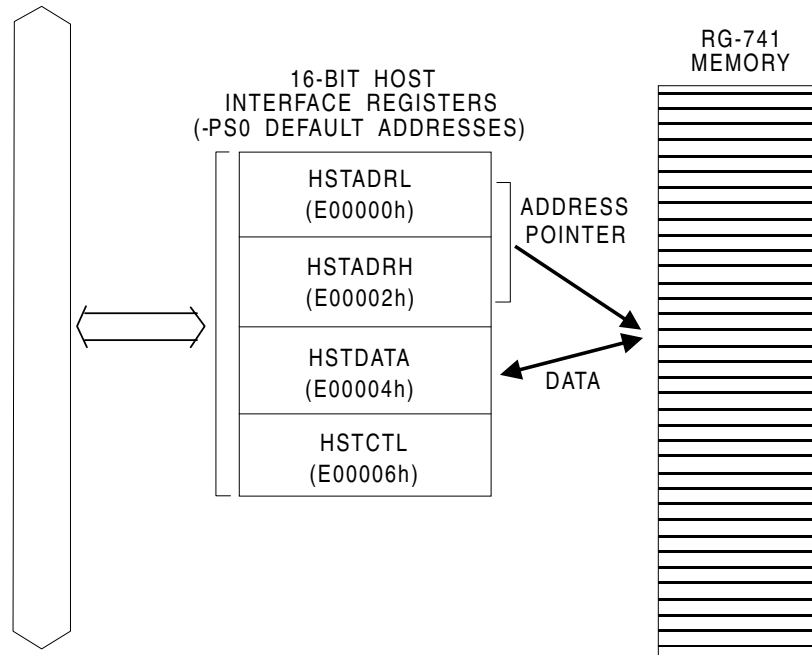 RG-741
MEMORY
16-BIT HOST
INTERFACE REGISTERS
(-PS0 DEFAULT ADDRESSES)
HSTADRL
(E00000h)
HSTADRH
(E00002h)
HSTDATA
(E00004h)
HSTCTL
(E00006h)
ADDRESS
POINTER
DATA